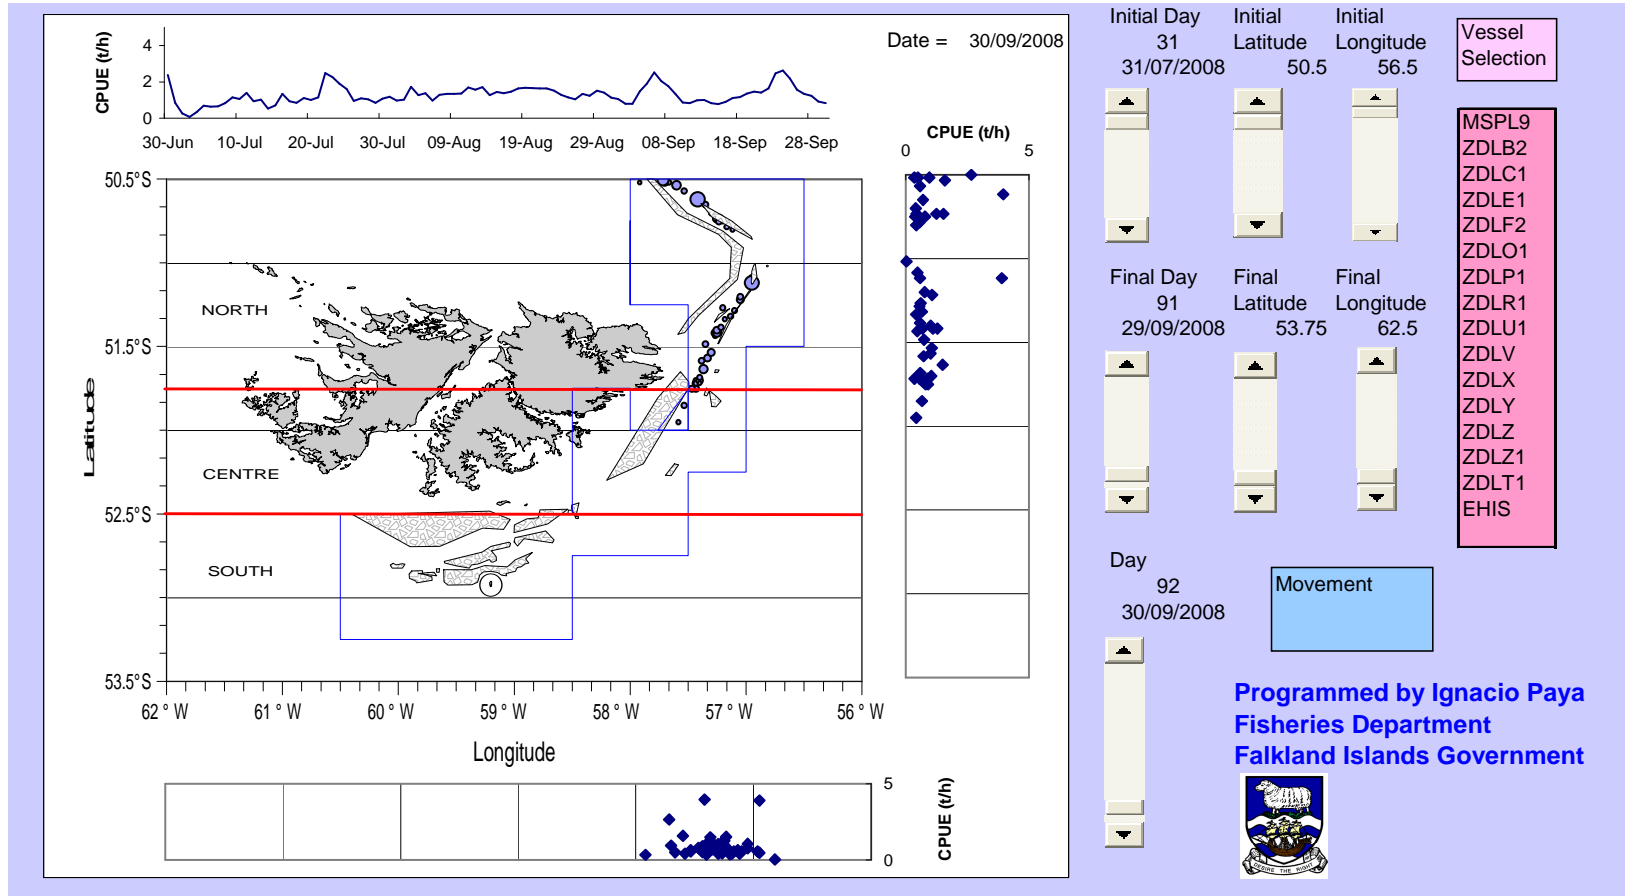 CPUE (t/h)
4
2
0
30-Jun 10-Jul 20-Jul 30-Jul 09-Aug 19-Aug 29-Aug 08-Sep 18-Sep 28-Sep
Date = 30/09/2008
CPUE (t/h)
0 5
50.5°S
51.5°S
52.5°S
53.5°S
Latitude
NORTH
CENTRE
SOUTH
62 ° W 61 ° W 60 ° W 59 ° W 58 ° W 57 ° W 56 ° W
Longitude
5
0
CPUE (t/h)
Initial Day
31
31/07/2008
Initial
Latitude
50.5
Initial
Longitude
56.5
Vessel
Selection
MSPL9
ZDLB2
ZDLC1
ZDLE1
ZDLF2
ZDLO1
ZDLP1
ZDLR1
ZDLU1
ZDLV
ZDLX
ZDLY
ZDLZ
ZDLZ1
ZDLT1
EHIS
Final Day
91
29/09/2008
Final
Latitude
53.75
Final
Longitude
62.5
Day
92
30/09/2008
Movement
Programmed by Ignacio Paya
Fisheries Department
Falkland Islands Government
DESIRE THE RIGHT